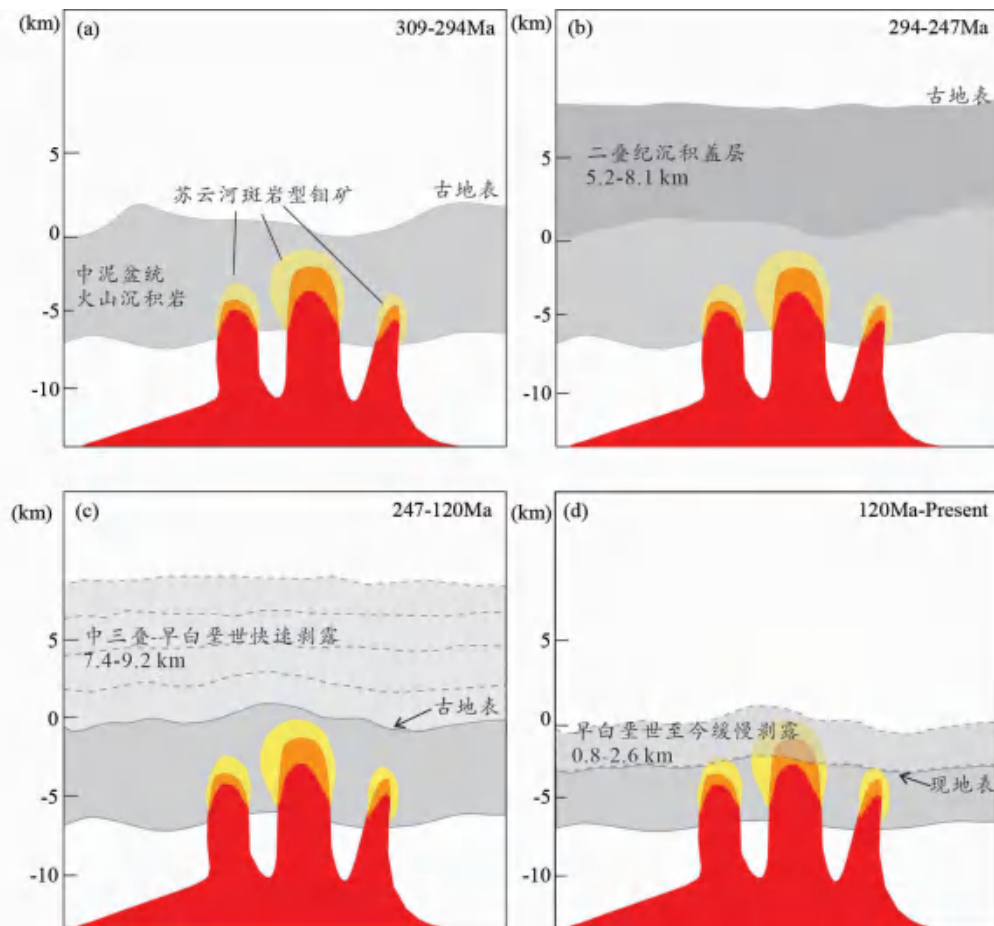 (km)
(a)
309-294Ma
5
0
-5
-10
苏云河斑岩型钼矿
古地表
中泥盆统
火山沉积岩
(km)
(b)
294-247Ma
古地表
5
0
-5
-10
二叠纪沉积盖层
5.2-8.1 km
(km)
(c)
247-120Ma
5
0
-5
-10
中三叠-早白垩世快速剥露
7.4-9.2 km
古地表
(km)
(d)
120Ma-Present
5
0
-5
-10
早白垩世至今缓慢剥露
0.8-2.6 km
现地表